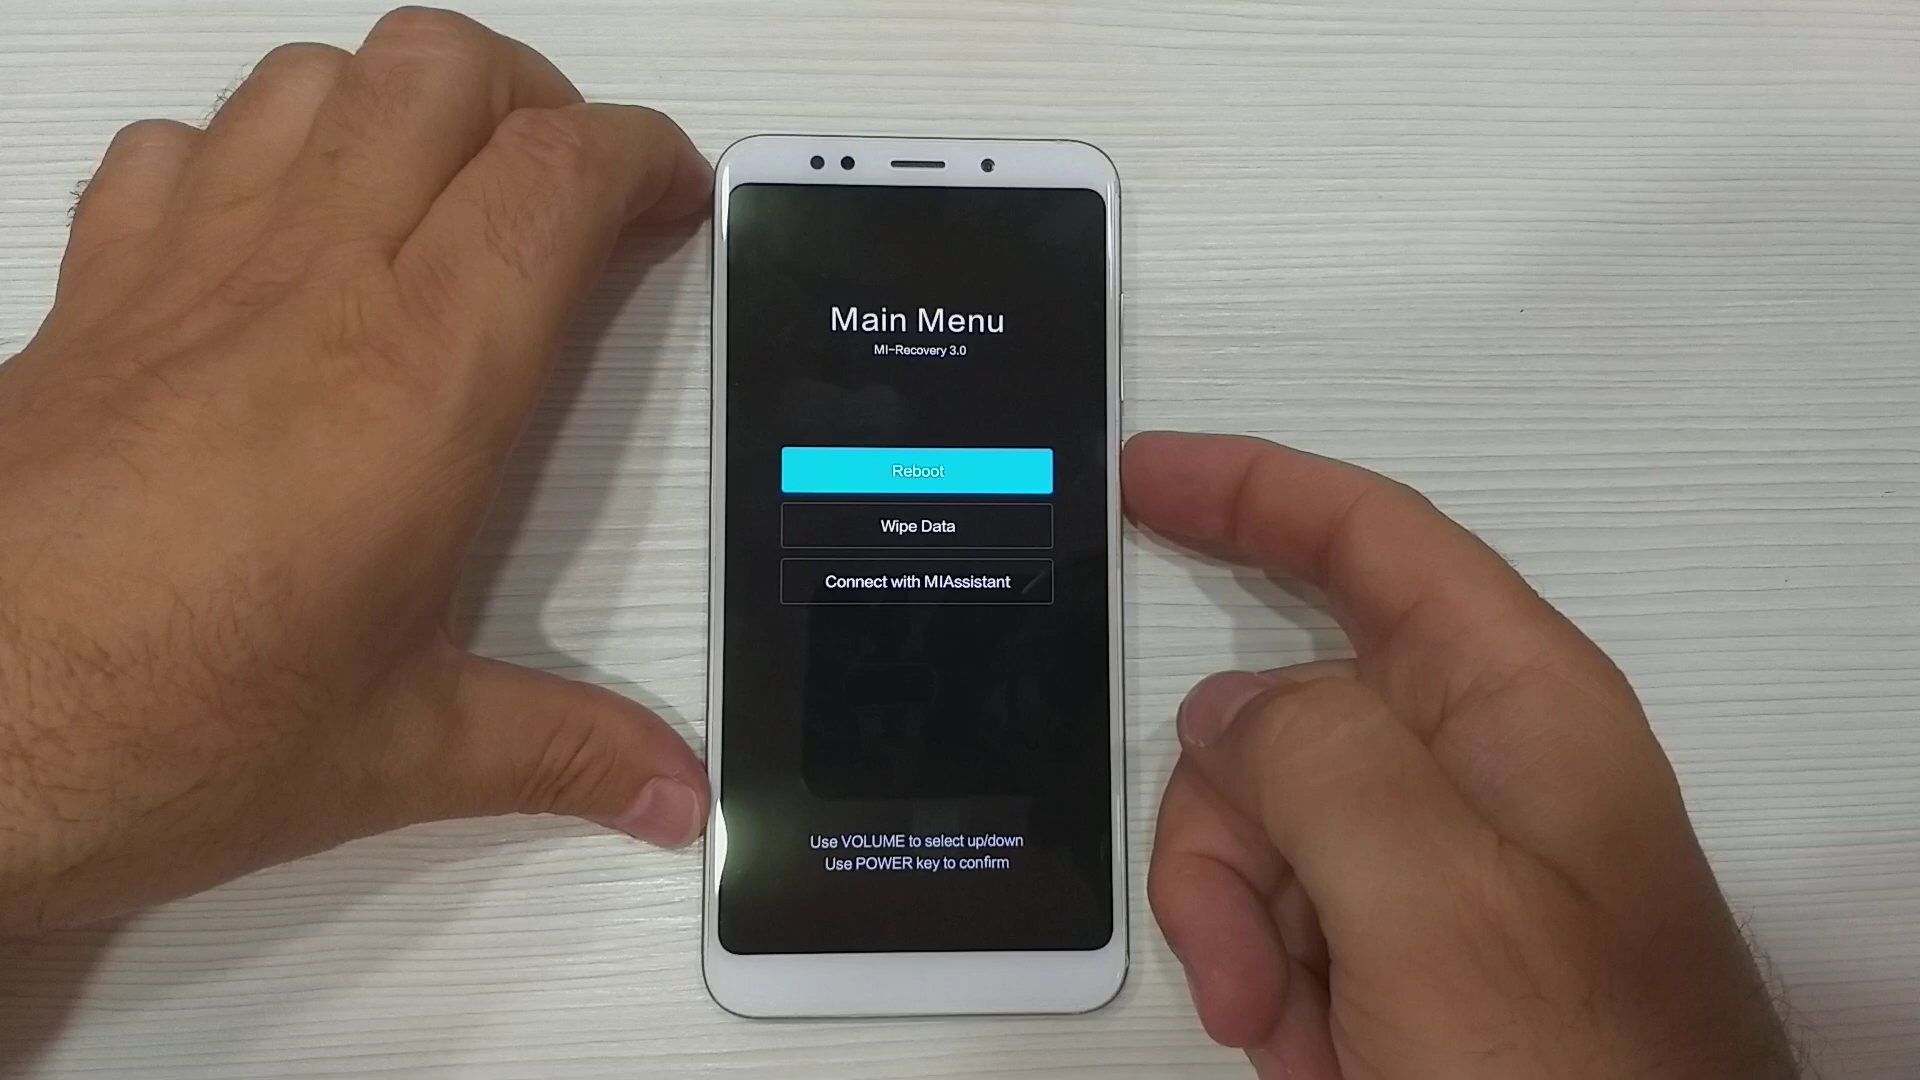 Main Menu
MI-Recovery 3.0
Reboot
Wipe Data
Connect with MIAssistant
Use VOLUME to select up/down
Use POWER key to confirm